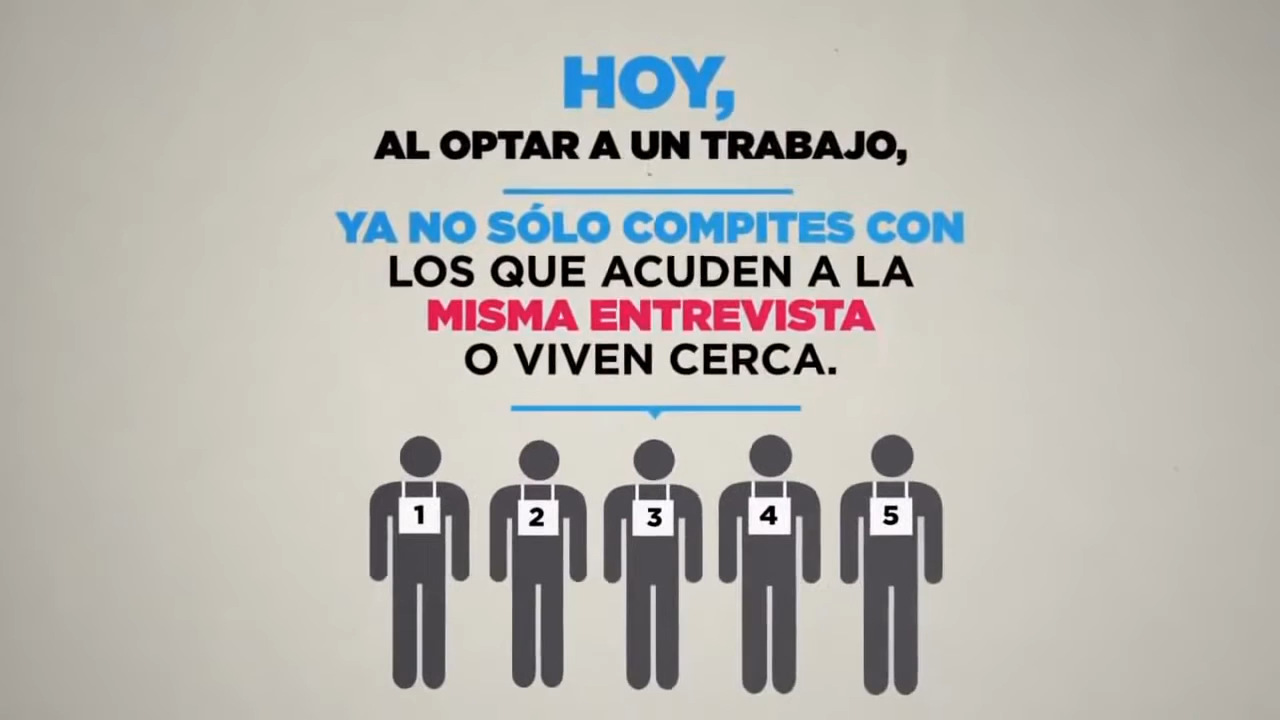 HOY,
AL OPTAR A UN TRABAJO,
YA NO SÓLO COMPITES CON
LOS QUE ACUDEN A LA
MISMA ENTREVISTA
O VIVEN CERCA.
1 2 3 4 5